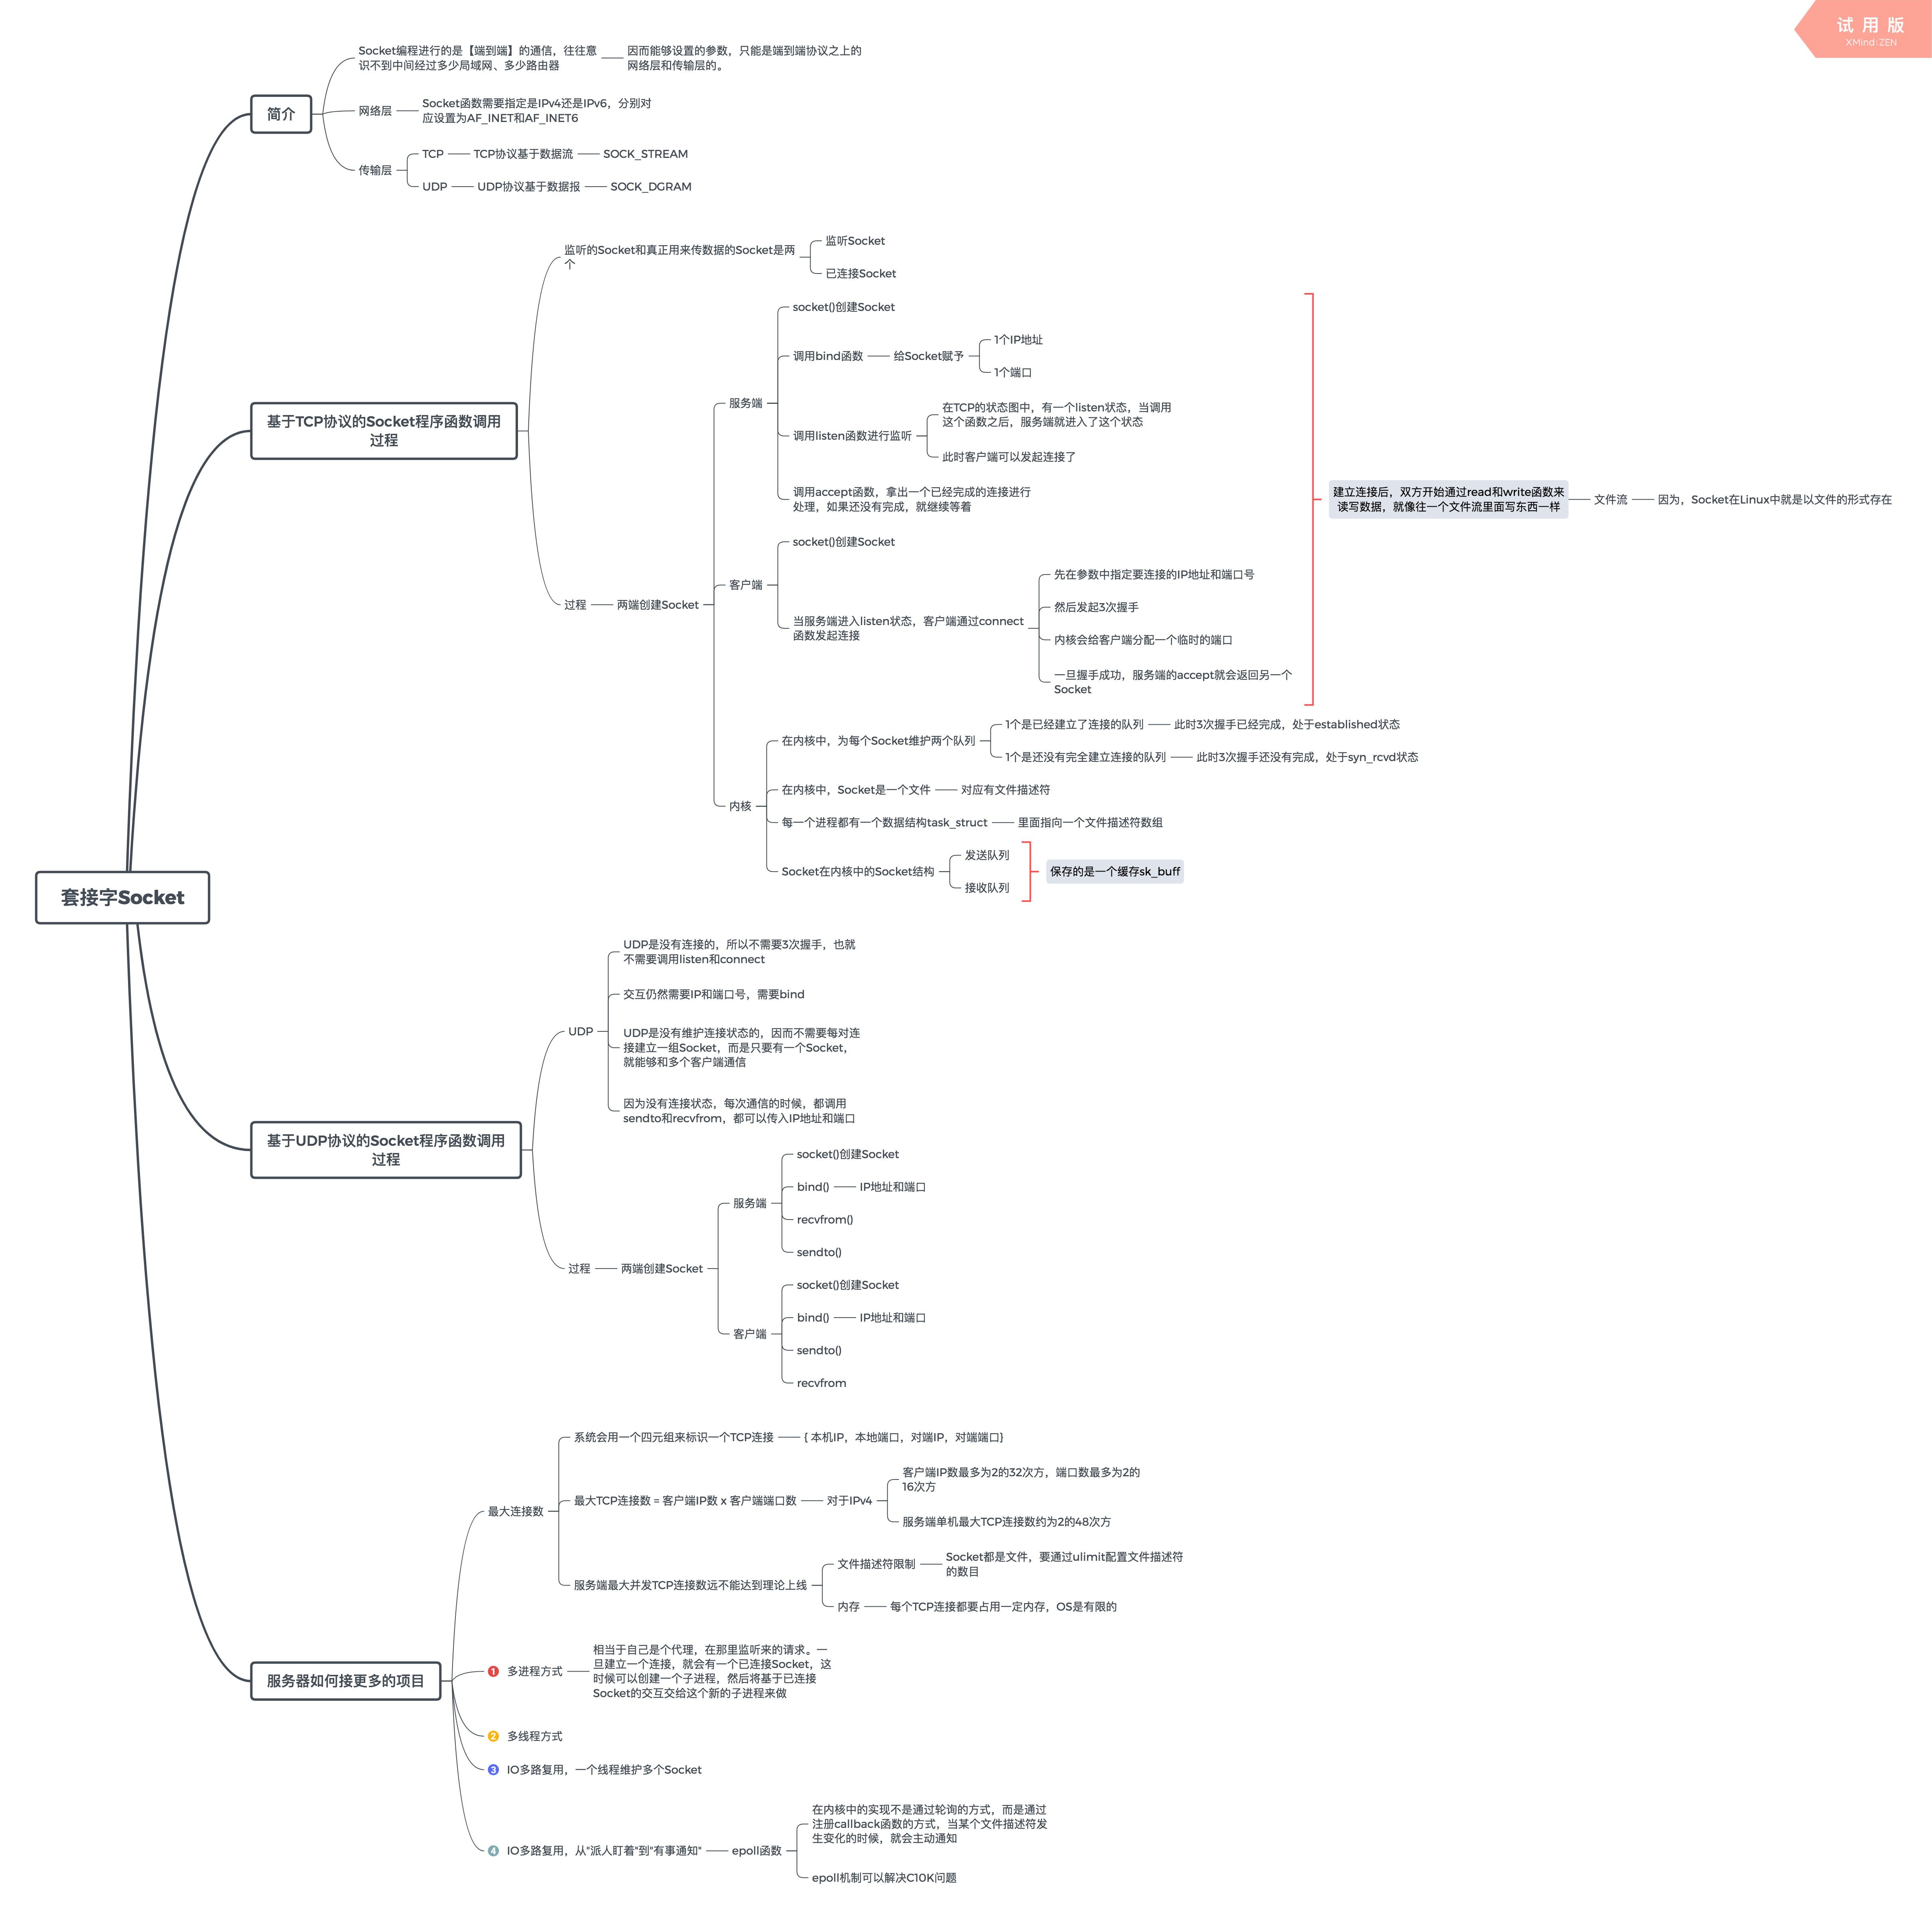 试 用 版
XMind:ZEN
套接字Socket
简介
Socket编程进行的是【端到端】的通信，往往意
识不到中间经过多少局域网、多少路由器
因而能够设置的参数，只能是端到端协议之上的
网络层和传输层的。
网络层
Socket函数需要指定是IPv4还是IPv6，分别对
应设置为AF_INET和AF_INET6
传输层
TCP
TCP协议基于数据流
SOCK_STREAM
UDP
UDP协议基于数据报
SOCK_DGRAM
基于TCP协议的Socket程序函数调用
过程
监听的Socket和真正用来传数据的Socket是两
个
监听Socket
已连接Socket
过程
两端创建Socket
服务端
socket()创建Socket
调用bind函数
给Socket赋予
1个IP地址
1个端口
调用listen函数进行监听
在TCP的状态图中，有一个listen状态，当调用
这个函数之后，服务端就进入了这个状态
此时客户端可以发起连接了
调用accept函数，拿出一个已经完成的连接进行
处理，如果还没有完成，就继续等着
客户端
socket()创建Socket
当服务端进入listen状态，客户端通过connect
函数发起连接
先在参数中指定要连接的IP地址和端口号
然后发起3次握手
内核会给客户端分配一个临时的端口
一旦握手成功，服务端的accept就会返回另一个
Socket
建立连接后，双方开始通过read和write函数来
读写数据，就像往一个文件流里面写东西一样
文件流
因为，Socket在Linux中就是以文件的形式存在
内核
在内核中，为每个Socket维护两个队列
1个是已经建立了连接的队列
此时3次握手已经完成，处于established状态
1个是还没有完全建立连接的队列
此时3次握手还没有完成，处于syn_rcvd状态
在内核中，Socket是一个文件
对应有文件描述符
每一个进程都有一个数据结构task_struct
里面指向一个文件描述符数组
Socket在内核中的Socket结构
发送队列
接收队列
保存的是一个缓存sk_buff
基于UDP协议的Socket程序函数调用
过程
UDP
UDP是没有连接的，所以不需要3次握手，也就
不需要调用listen和connect
交互仍然需要IP和端口号，需要bind
UDP是没有维护连接状态的，因而不需要每对连
接建立一组Socket，而是只要有一个Socket，
就能够和多个客户端通信
因为没有连接状态，每次通信的时候，都调用
sendto和recvfrom，都可以传入IP地址和端口
过程
两端创建Socket
服务端
socket()创建Socket
bind()
IP地址和端口
recvfrom()
sendto()
客户端
socket()创建Socket
bind()
IP地址和端口
sendto()
recvfrom
服务器如何接更多的项目
最大连接数
系统会用一个四元组来标识一个TCP连接
{ 本机IP，本地端口，对端IP，对端端口}
最大TCP连接数 = 客户端IP数 x 客户端端口数
对于IPv4
客户端IP数最多为2的32次方，端口数最多为2的
16次方
服务端单机最大TCP连接数约为2的48次方
服务端最大并发TCP连接数远不能达到理论上线
文件描述符限制
Socket都是文件，要通过ulimit配置文件描述符
的数目
内存
每个TCP连接都要占用一定内存，OS是有限的
1 多进程方式
相当于自己是个代理，在那里监听来的请求。一
旦建立一个连接，就会有一个已连接Socket，这
时候可以创建一个子进程，然后将基于已连接
Socket的交互交给这个新的子进程来做
2 多线程方式
3 IO多路复用，一个线程维护多个Socket
4 IO多路复用，从"派人盯着"到"有事通知"
epoll函数
在内核中的实现不是通过轮询的方式，而是通过
注册callback函数的方式，当某个文件描述符发
生变化的时候，就会主动通知
epoll机制可以解决C10K问题